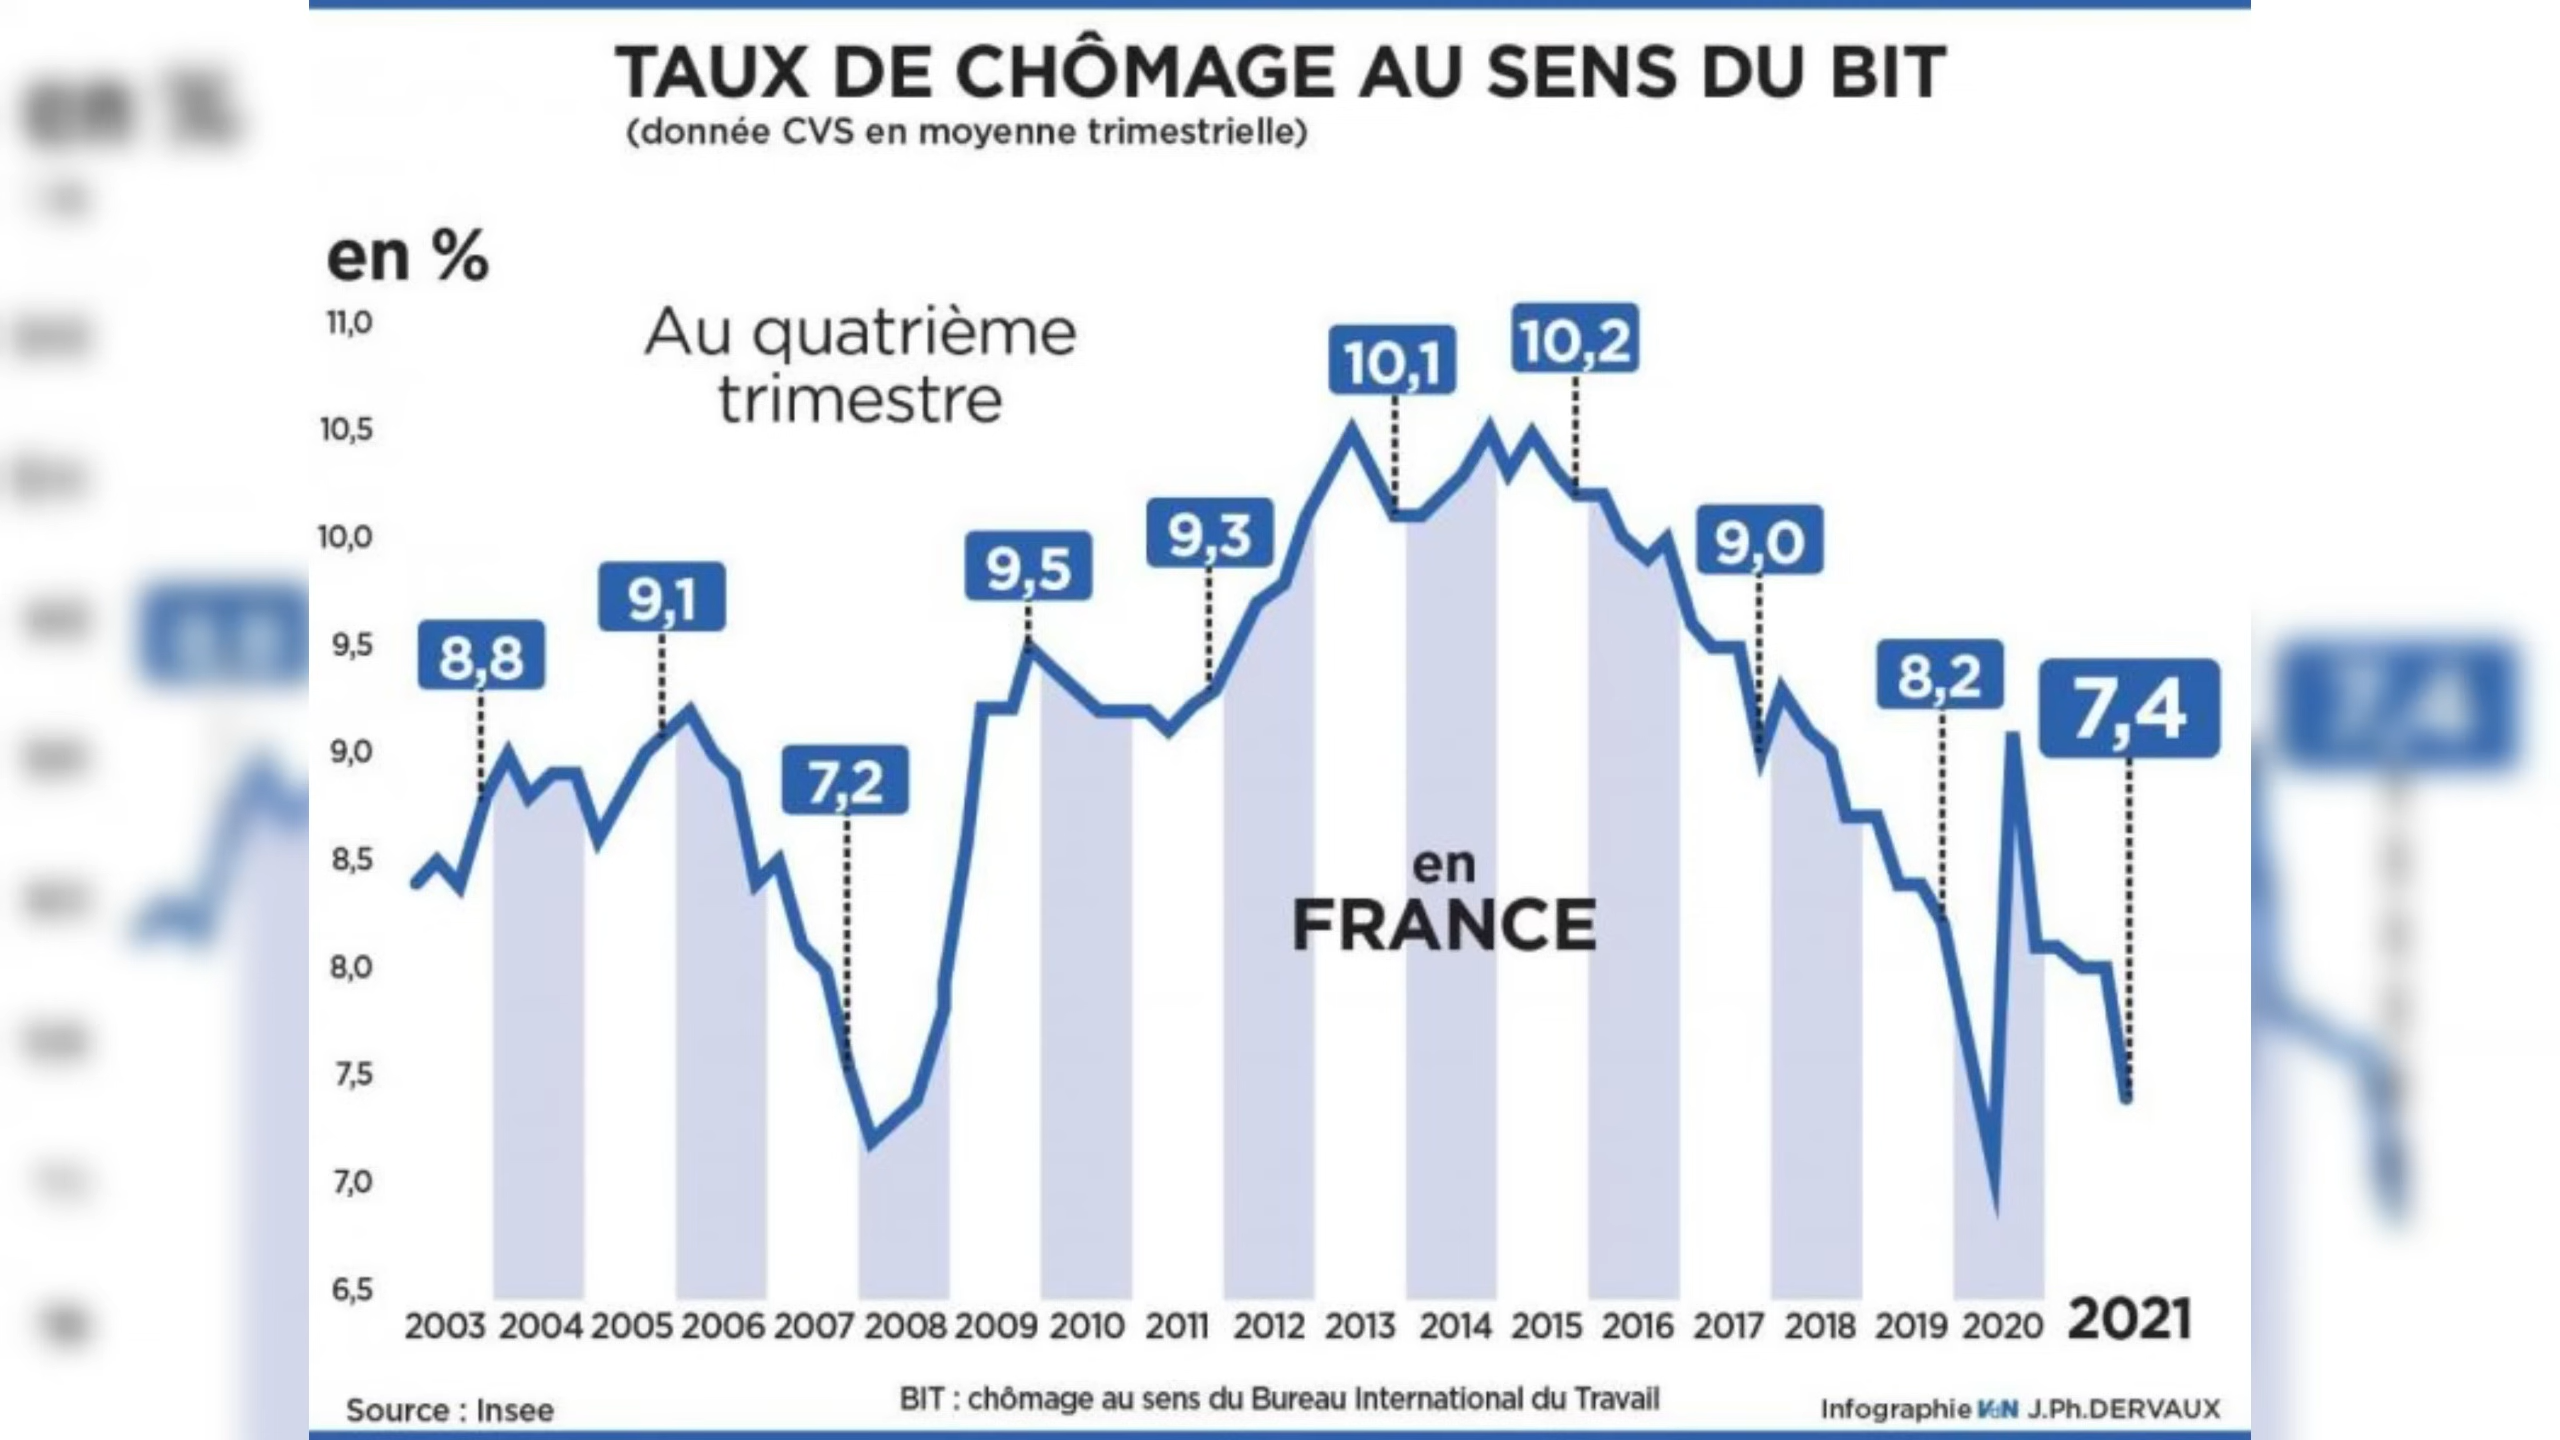 TAUX DE CHÔMAGE AU SENS DU BIT
(donnée CVS en moyenne trimestrielle)
en %
Au quatrième
trimestre
11,0
10,5
10,0
9,5
9,0
8,5
8,0
7,5
7,0
6,5
8,8
9,1
7,2
9,5
9,3
10,1
10,2
9,0
8,2
7,4
en
FRANCE
2003 2004 2005 2006 2007 2008 2009 2010 2011 2012 2013 2014 2015 2016 2017 2018 2019 2020 2021
Source : Insee
BIT : chômage au sens du Bureau International du Travail
Infographie VDN J.Ph.DERVAUX